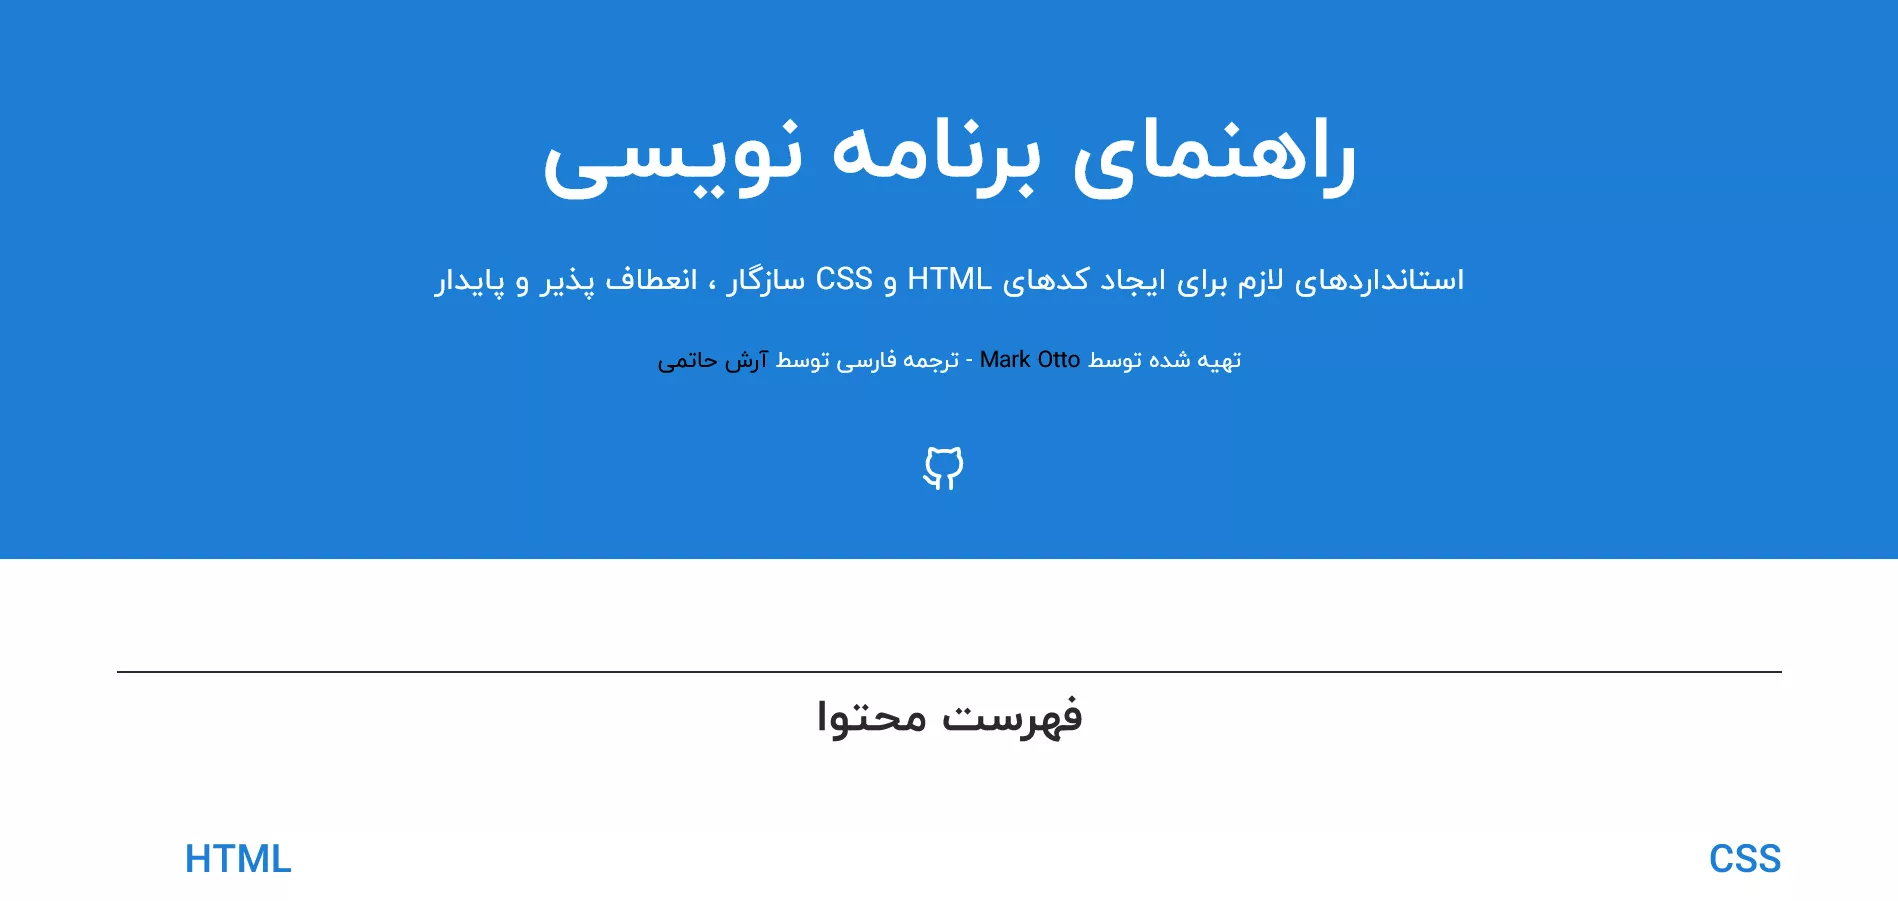 راهنمای برنامه نویسی
استانداردهای لازم برای ایجاد کدهای HTML و CSS سازگار ، انعطاف پذیر و پایدار
تهیه شده توسط Mark Otto - ترجمه فارسی توسط آرش حاتمی
فهرست محتوا
CSS
HTML